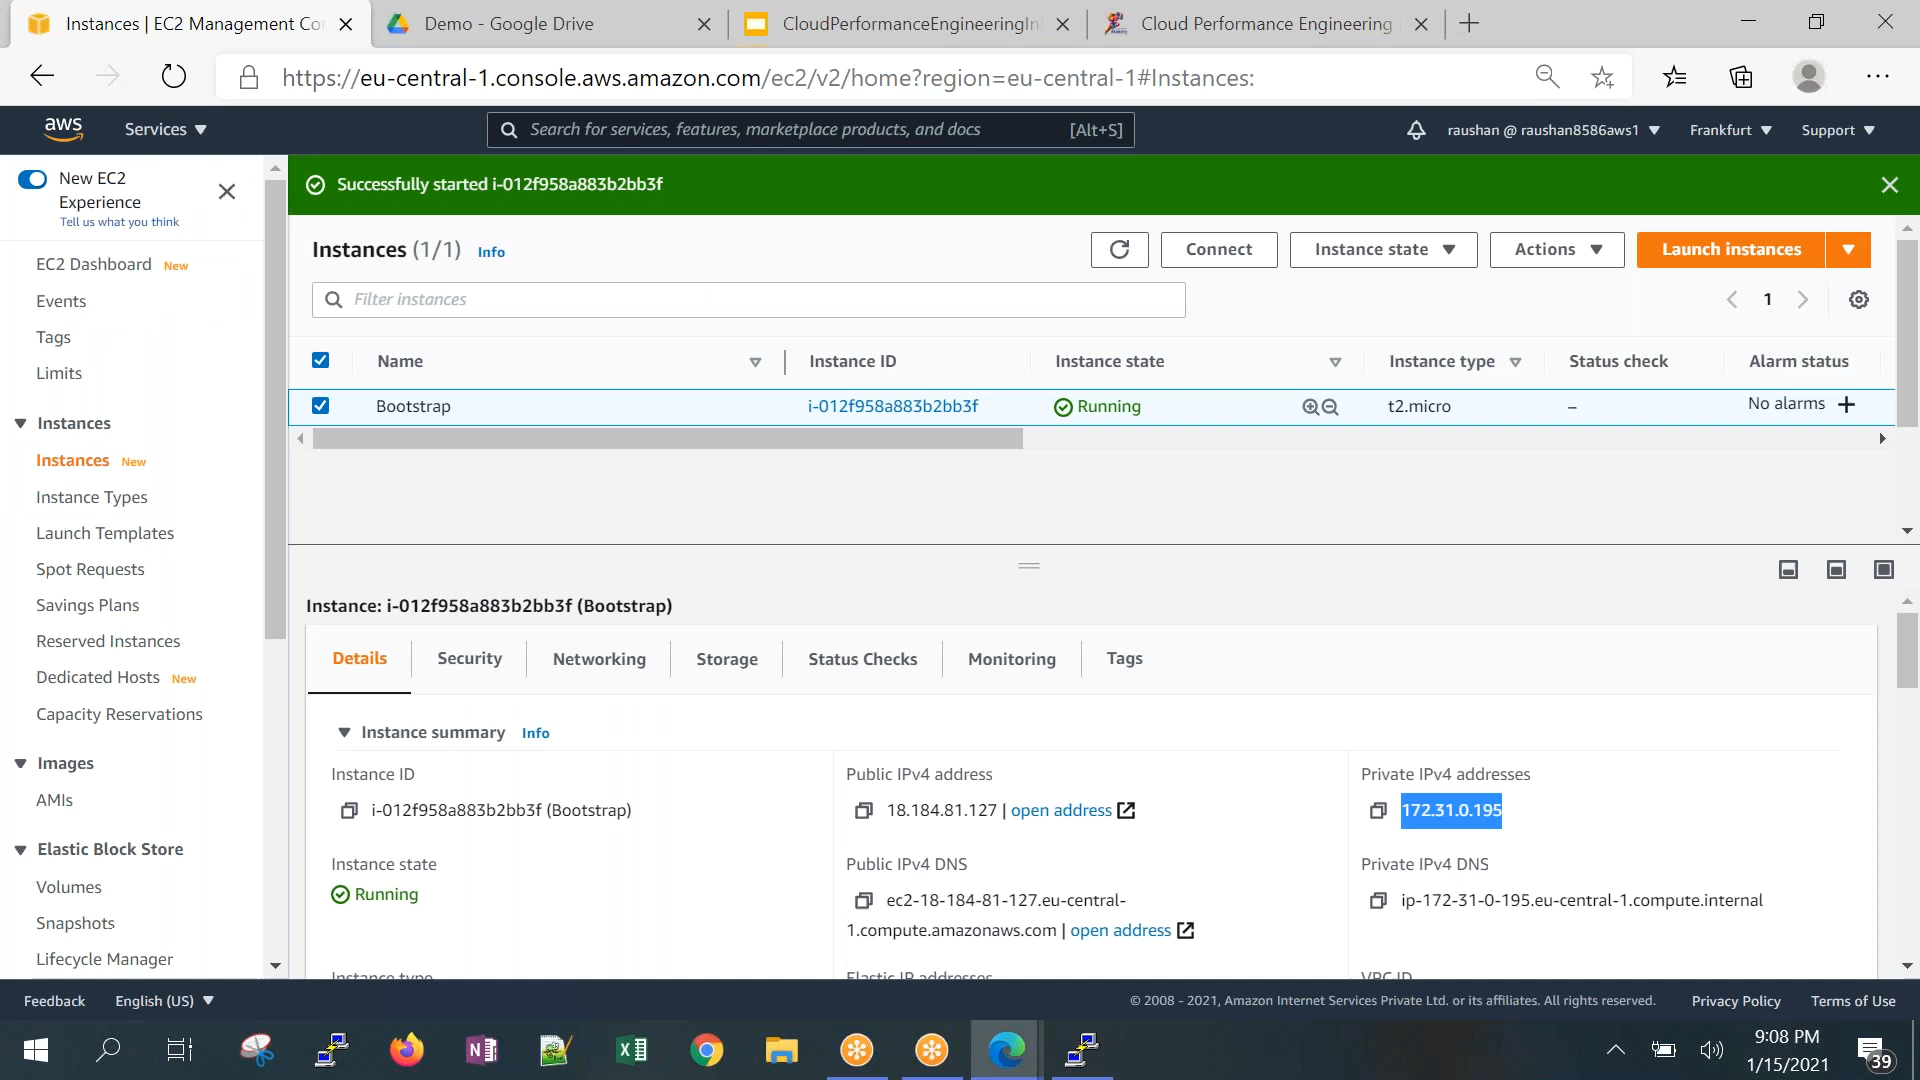 Instances | EC2 Management Co
Demo - Google Drive
CloudPerformanceEngineeringIn
Cloud Performance Engineering
https://eu-central-1.console.aws.amazon.com/ec2/v2/home?region=eu-central-1#Instances:
aws
Services
Search for services, features, marketplace products, and docs
[Alt+S]
raushan @ raushan8586aws1
Frankfurt
Support
New EC2
Experience
Tell us what you think
Successfully started i-012f958a883b2bb3f
EC2 Dashboard New
Events
Tags
Limits
Instances
Instances New
Instance Types
Launch Templates
Spot Requests
Savings Plans
Reserved Instances
Dedicated Hosts New
Capacity Reservations
Images
AMIs
Elastic Block Store
Volumes
Snapshots
Lifecycle Manager
Instances (1/1) Info
Connect
Instance state
Actions
Launch instances
Filter instances
1
Name
Instance ID
Instance state
Instance type
Status check
Alarm status
Bootstrap
i-012f958a883b2bb3f
Running
t2.micro
–
No alarms +
Instance: i-012f958a883b2bb3f (Bootstrap)
Details
Security
Networking
Storage
Status Checks
Monitoring
Tags
Instance summary Info
Instance ID
i-012f958a883b2bb3f (Bootstrap)
Public IPv4 address
18.184.81.127 | open address
Private IPv4 addresses
172.31.0.195
Instance state
Running
Public IPv4 DNS
ec2-18-184-81-127.eu-central-
1.compute.amazonaws.com | open address
Private IPv4 DNS
ip-172-31-0-195.eu-central-1.compute.internal
Instance type
Elastic IP addresses
VPC ID
Feedback
English (US)
© 2008 - 2021, Amazon Internet Services Private Ltd. or its affiliates. All rights reserved.
Privacy Policy
Terms of Use
9:08 PM
1/15/2021
39